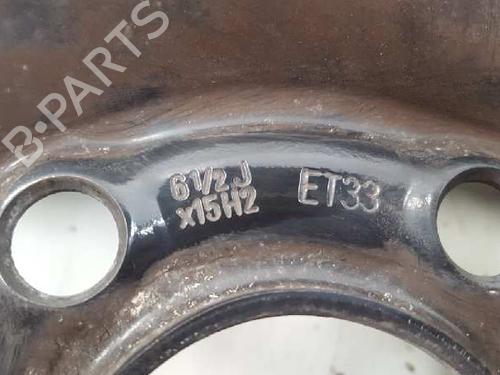 B-PARTS
6 1/2 J
x15H2
ET33